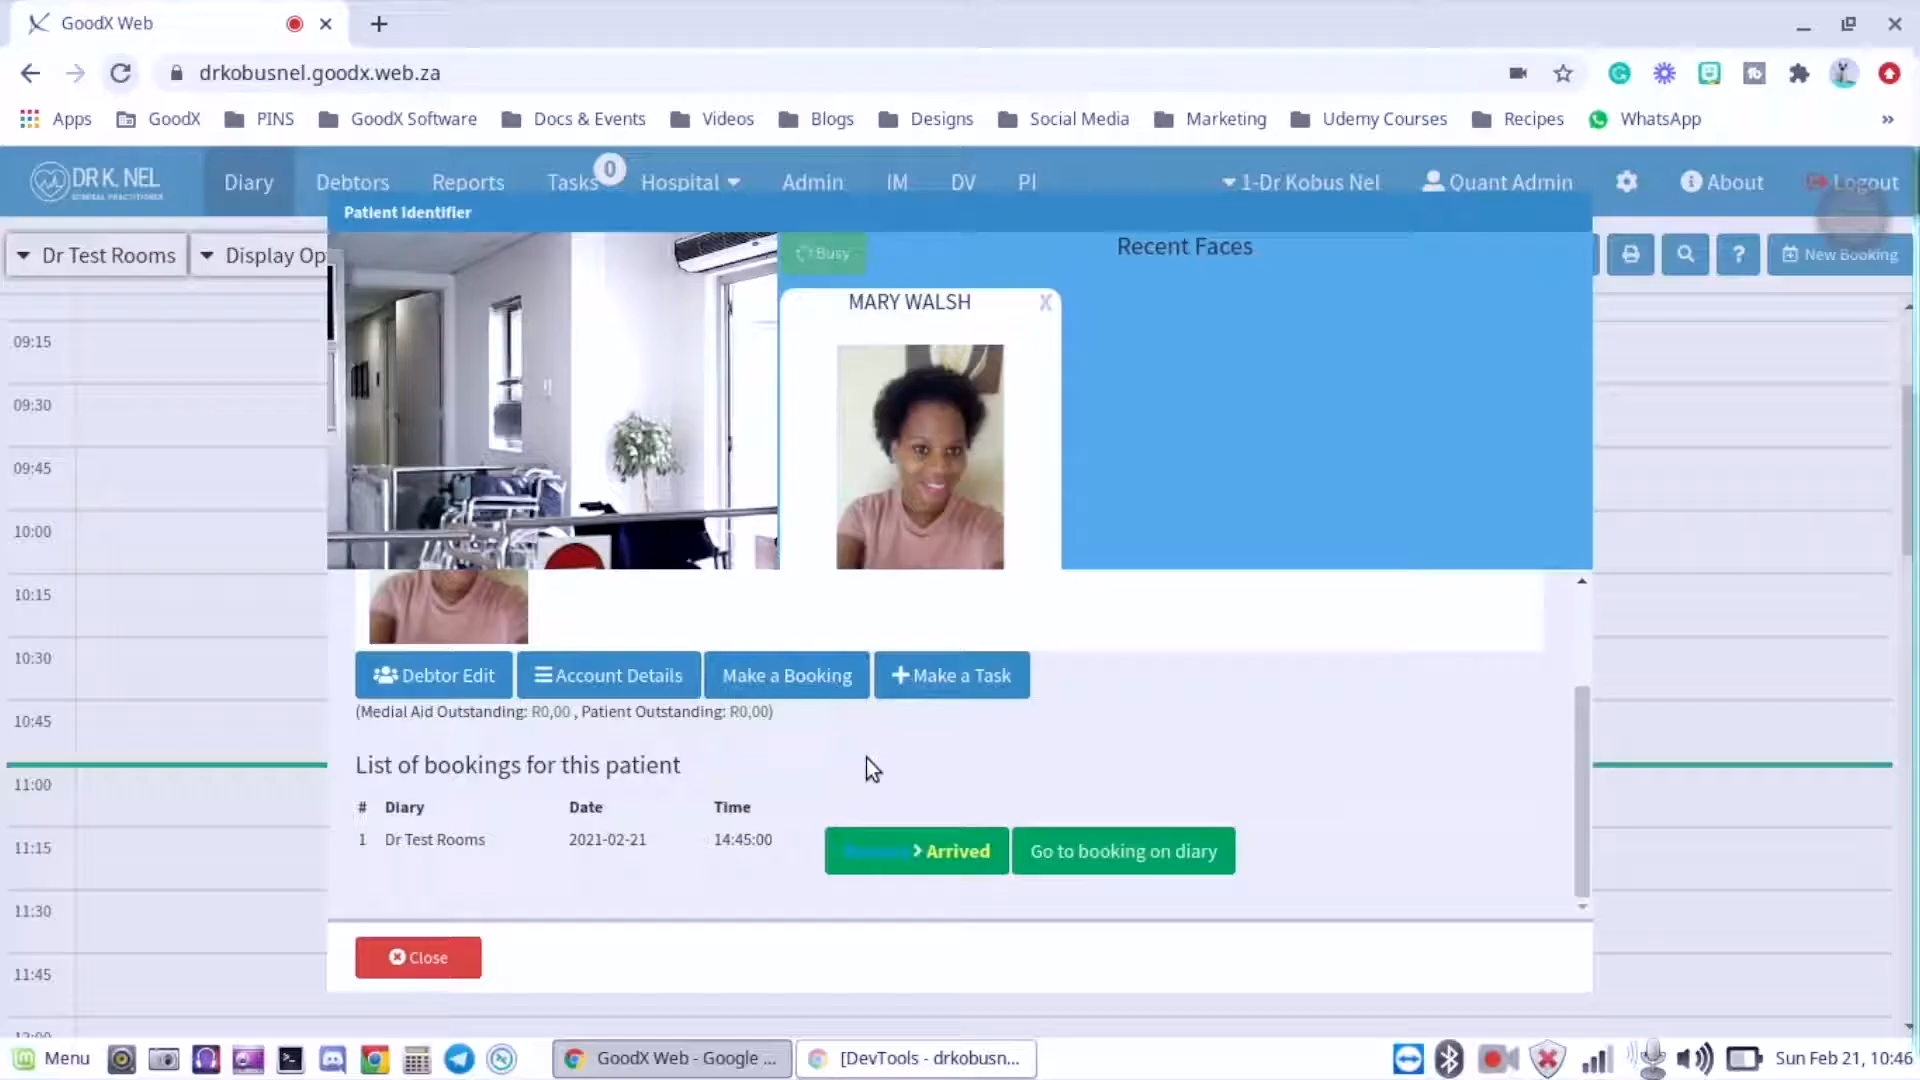 GoodX Web
drkobusnel.goodx.web.za
Apps GoodX PINS GoodX Software Docs & Events Videos Blogs Designs Social Media Marketing Udemy Courses Recipes WhatsApp »
DR K. NEL
GENERAL PRACTITIONER
Diary Debtors Reports Tasks 0 Hospital Admin IM DV PI 1-Dr Kobus Nel Quant Admin About Logout
Patient Identifier
Dr Test Rooms Display Op Busy Recent Faces ? New Booking
MARY WALSH X
09:15
09:30
09:45
10:00
10:15
10:30
10:45
11:00
11:15
11:30
11:45
12:00
Debtor Edit Account Details Make a Booking Make a Task
(Medial Aid Outstanding: R0,00 , Patient Outstanding: R0,00)
List of bookings for this patient
# Diary Date Time
1 Dr Test Rooms 2021-02-21 14:45:00 > Arrived Go to booking on diary
Close
Menu GoodX Web - Google ... [DevTools - drkobusn... Sun Feb 21, 10:46